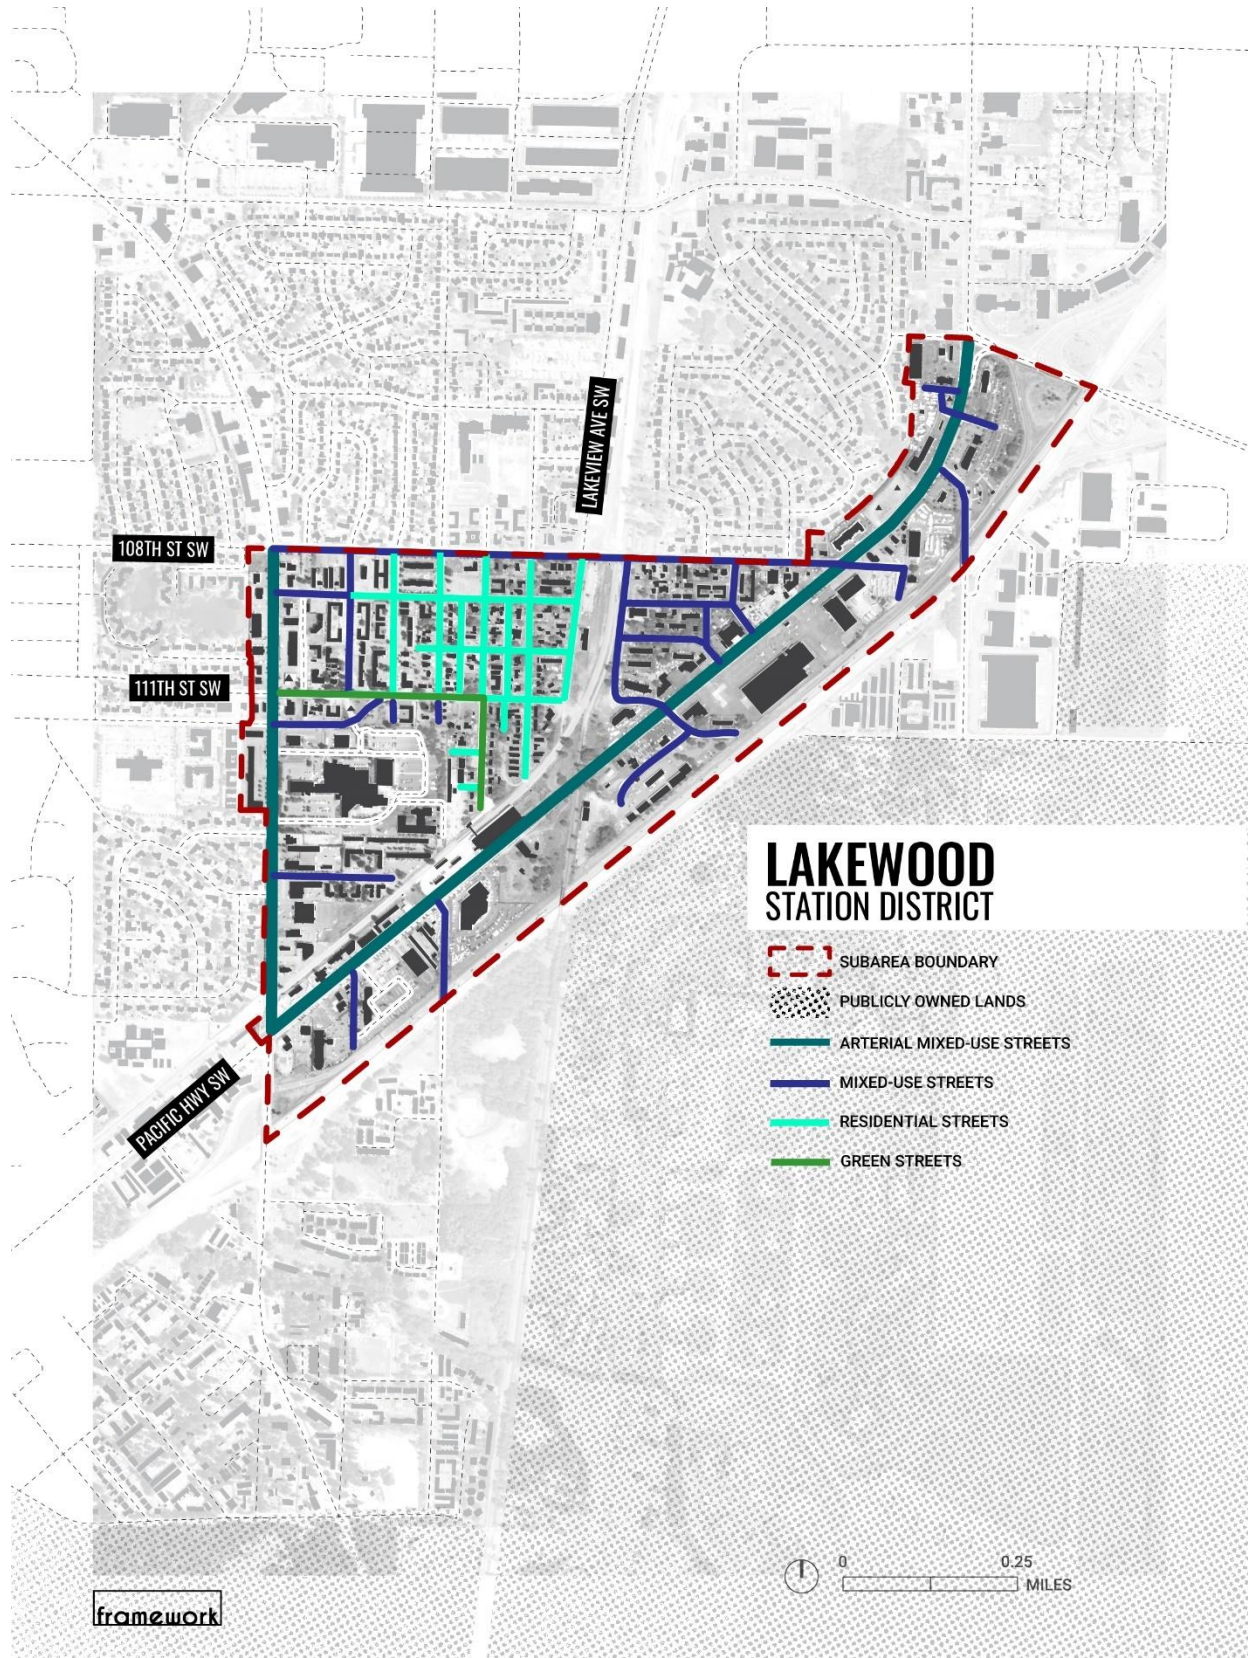 LAKEVIEW AVE SW
108TH ST SW
111TH ST SW
PACIFIC HWY SW
LAKEWOOD
STATION DISTRICT
SUBAREA BOUNDARY
PUBLICLY OWNED LANDS
ARTERIAL MIXED-USE STREETS
MIXED-USE STREETS
RESIDENTIAL STREETS
GREEN STREETS
0 0.25
MILES
framework